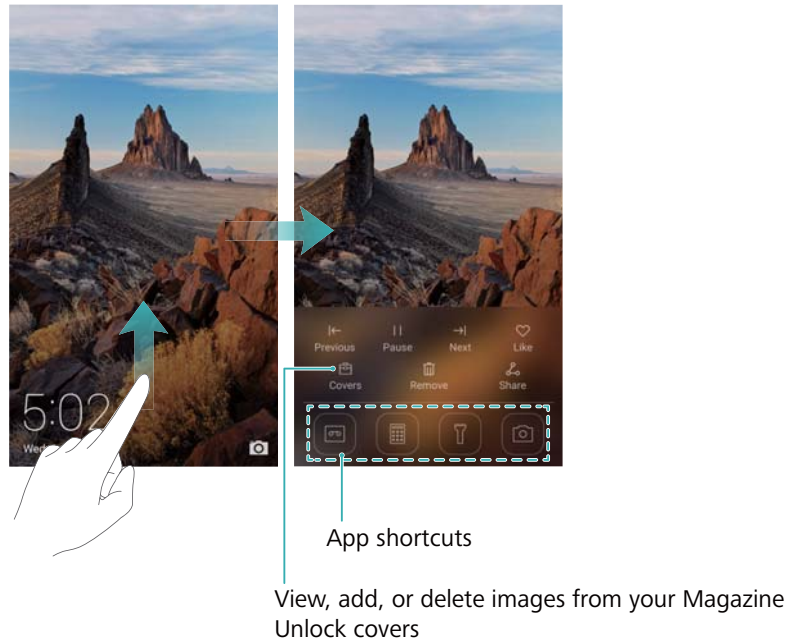 5:02
Previous Pause Next Like
Covers Remove Share
App shortcuts
View, add, or delete images from your Magazine
Unlock covers